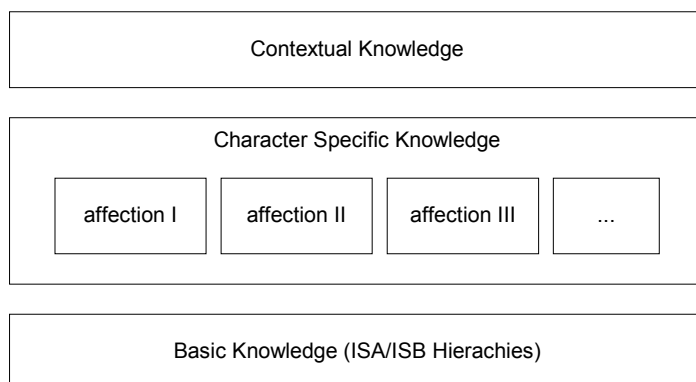 Contextual Knowledge
Character Specific Knowledge
affection I affection II affection III ...
Basic Knowledge (ISA/ISB Hierachies)